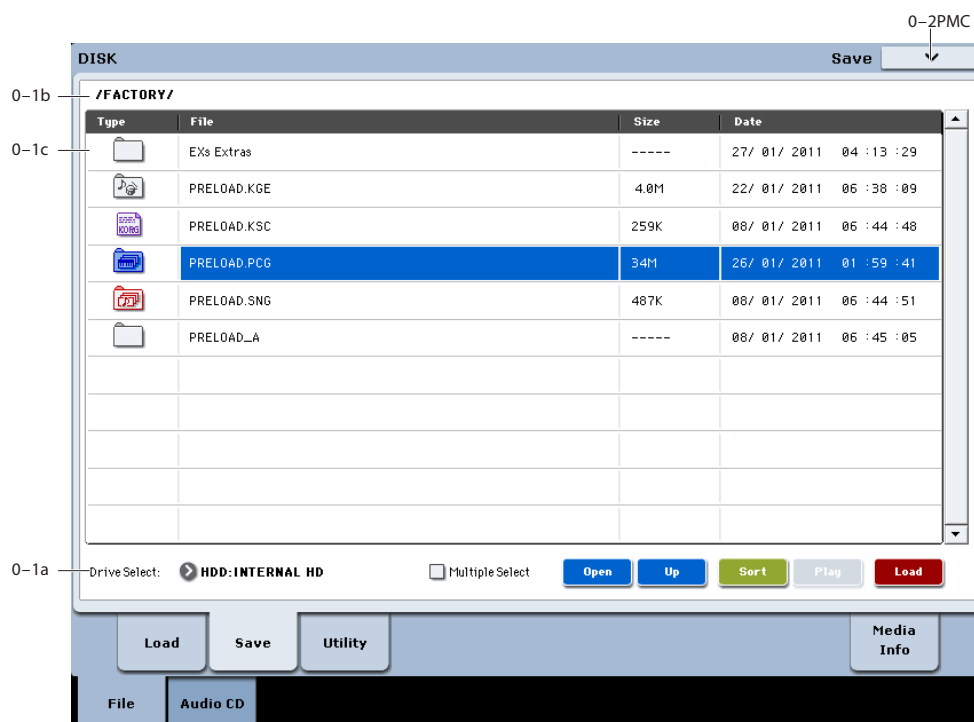 0–2PMC
DISK Save
0–1b /FACTORY/
Type File Size Date
0–1c EXs Extras ----- 27/ 01/ 2011 04 :13 :29
PRELOAD.KGE 4.0M 22/ 01/ 2011 06 :38 :09
KORG PRELOAD.KSC 259K 08/ 01/ 2011 06 :44 :48
PRELOAD.PCG 34M 26/ 01/ 2011 01 :59 :41
PRELOAD.SNG 487K 08/ 01/ 2011 06 :44 :51
PRELOAD_A ----- 08/ 01/ 2011 06 :45 :05
0–1a Drive Select: HDD:INTERNAL HD Multiple Select Open Up Sort Play Load
Load Save Utility Media
Info
File Audio CD